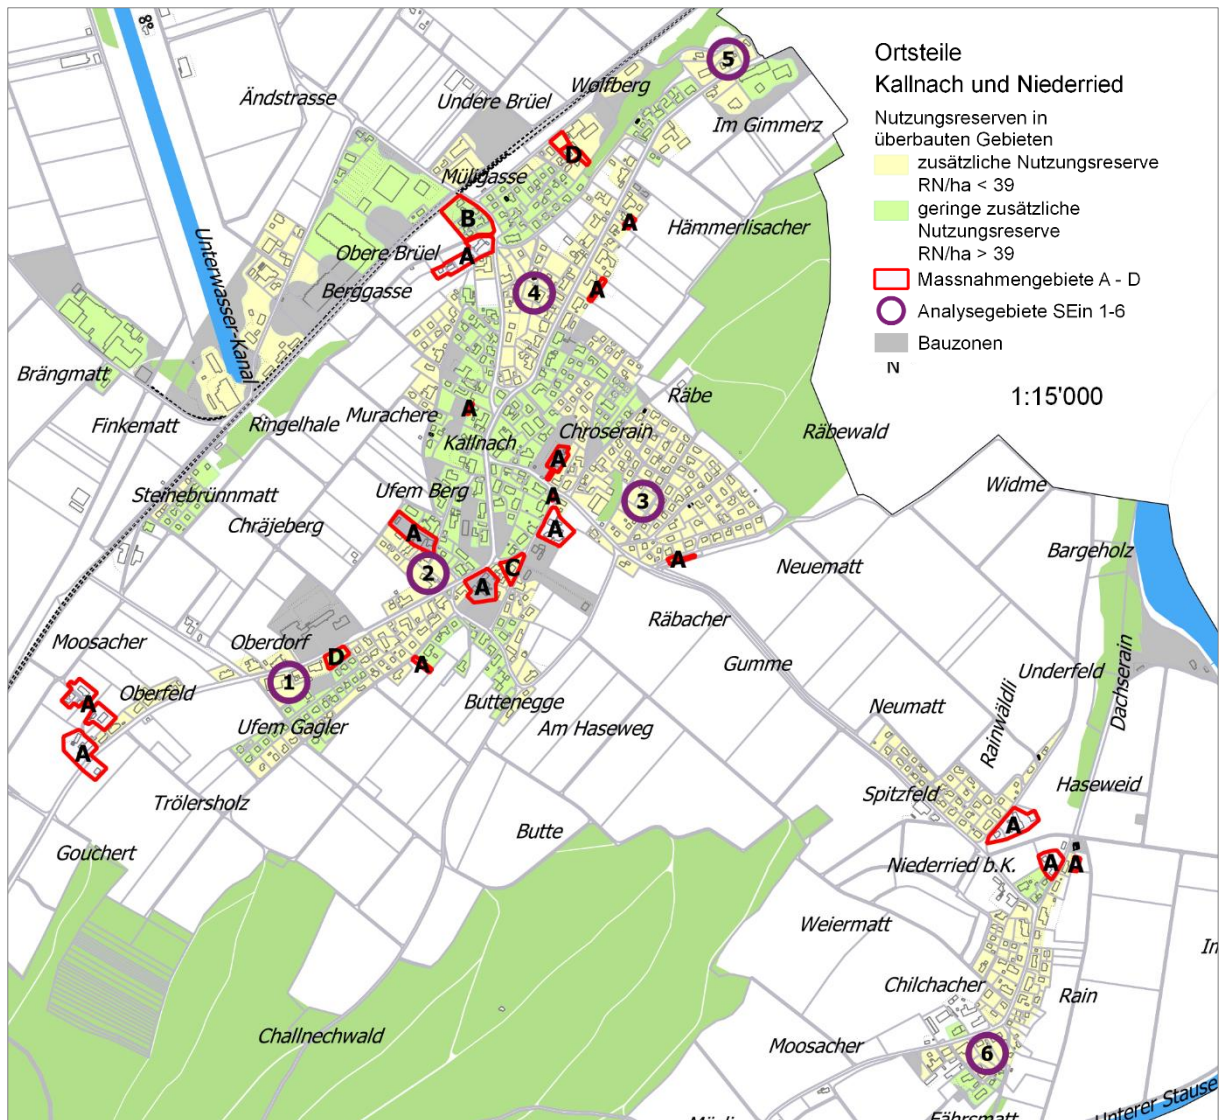 Ortsteile
Kallnach und Niederried
Nutzungsreserven in
überbauten Gebieten
zusätzliche Nutzungsreserve
RN/ha < 39
geringe zusätzliche
Nutzungsreserve
RN/ha > 39
Massnahmengebiete A - D
Analysegebiete SEin 1-6
Bauzonen
N
1:15'000
5
Wolfberg
Ändstrasse
Undere Brüel
Im Gimmerz
D
Müligasse
B
A
Hämmerlisacher
Obere Brüel
A
Unterwasser-Kanal
Berggasse
4
A
Brängmatt
Räbe
Murachere
A
Finkematt
Ringelhale
Chroserain
Räbewald
Kallnach
A
Steinebrünnmatt
Ufem Berg
Widme
A
3
Chräjeberg
A
A
Bargeholz
A
Neuematt
2
C
A
Räbacher
Moosacher
Oberdorf
D
A
Gumme
Underfeld
Dachserain
1
Oberfeld
A
Buttenegge
Neumatt
Rainwäldli
Ufem Gagler
Am Haseweg
A
Haseweid
Spitzfeld
Trölersholz
A
Butte
Gouchert
Niederried b.K.
A
A
Weiermatt
Chilchacher
Rain
Challnechwald
Moosacher
6
Fährsmatt
Unterer Stause